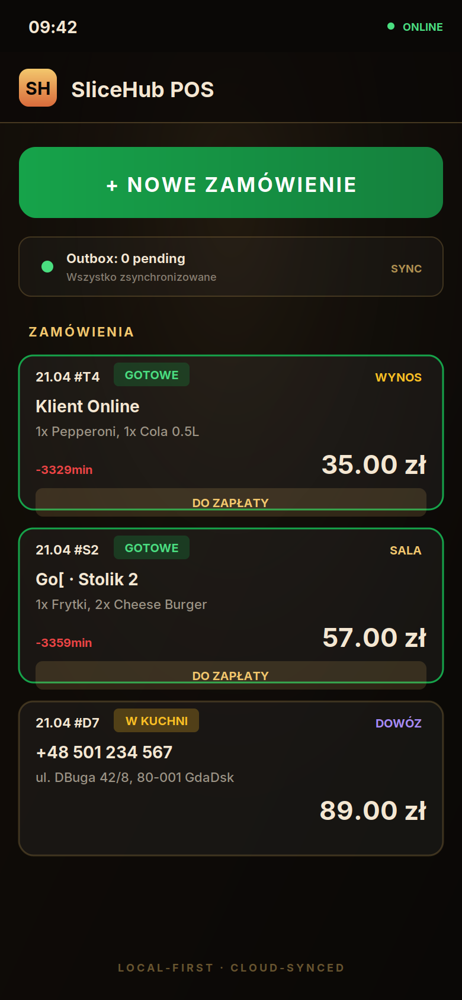 09:42
ONLINE
SH
SliceHub POS
+ NOWE ZAMÓWIENIE
Outbox: 0 pending
Wszystko zsynchronizowane
SYNC
ZAMÓWIENIA
21.04 #T4 GOTOWE WYNOS
Klient Online
1x Pepperoni, 1x Cola 0.5L
-3329min 35.00 zł
DO ZAPŁATY
21.04 #S2 GOTOWE SALA
Go[ · Stolik 2
1x Frytki, 2x Cheese Burger
-3359min 57.00 zł
DO ZAPŁATY
21.04 #D7 W KUCHNI DOWÓZ
+48 501 234 567
ul. DBuga 42/8, 80-001 GdaDsk
89.00 zł
LOCAL-FIRST · CLOUD-SYNCED